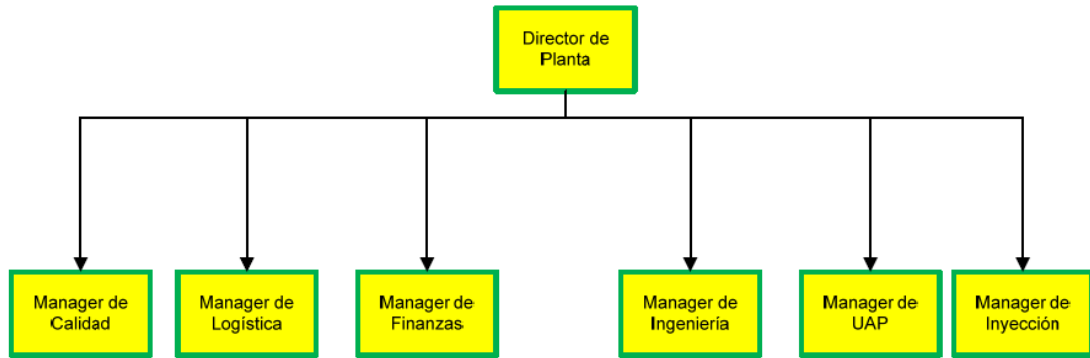 Director de
Planta
Manager de
Calidad
Manager de
Logística
Manager de
Finanzas
Manager de
Ingeniería
Manager de
UAP
Manager de
Inyección